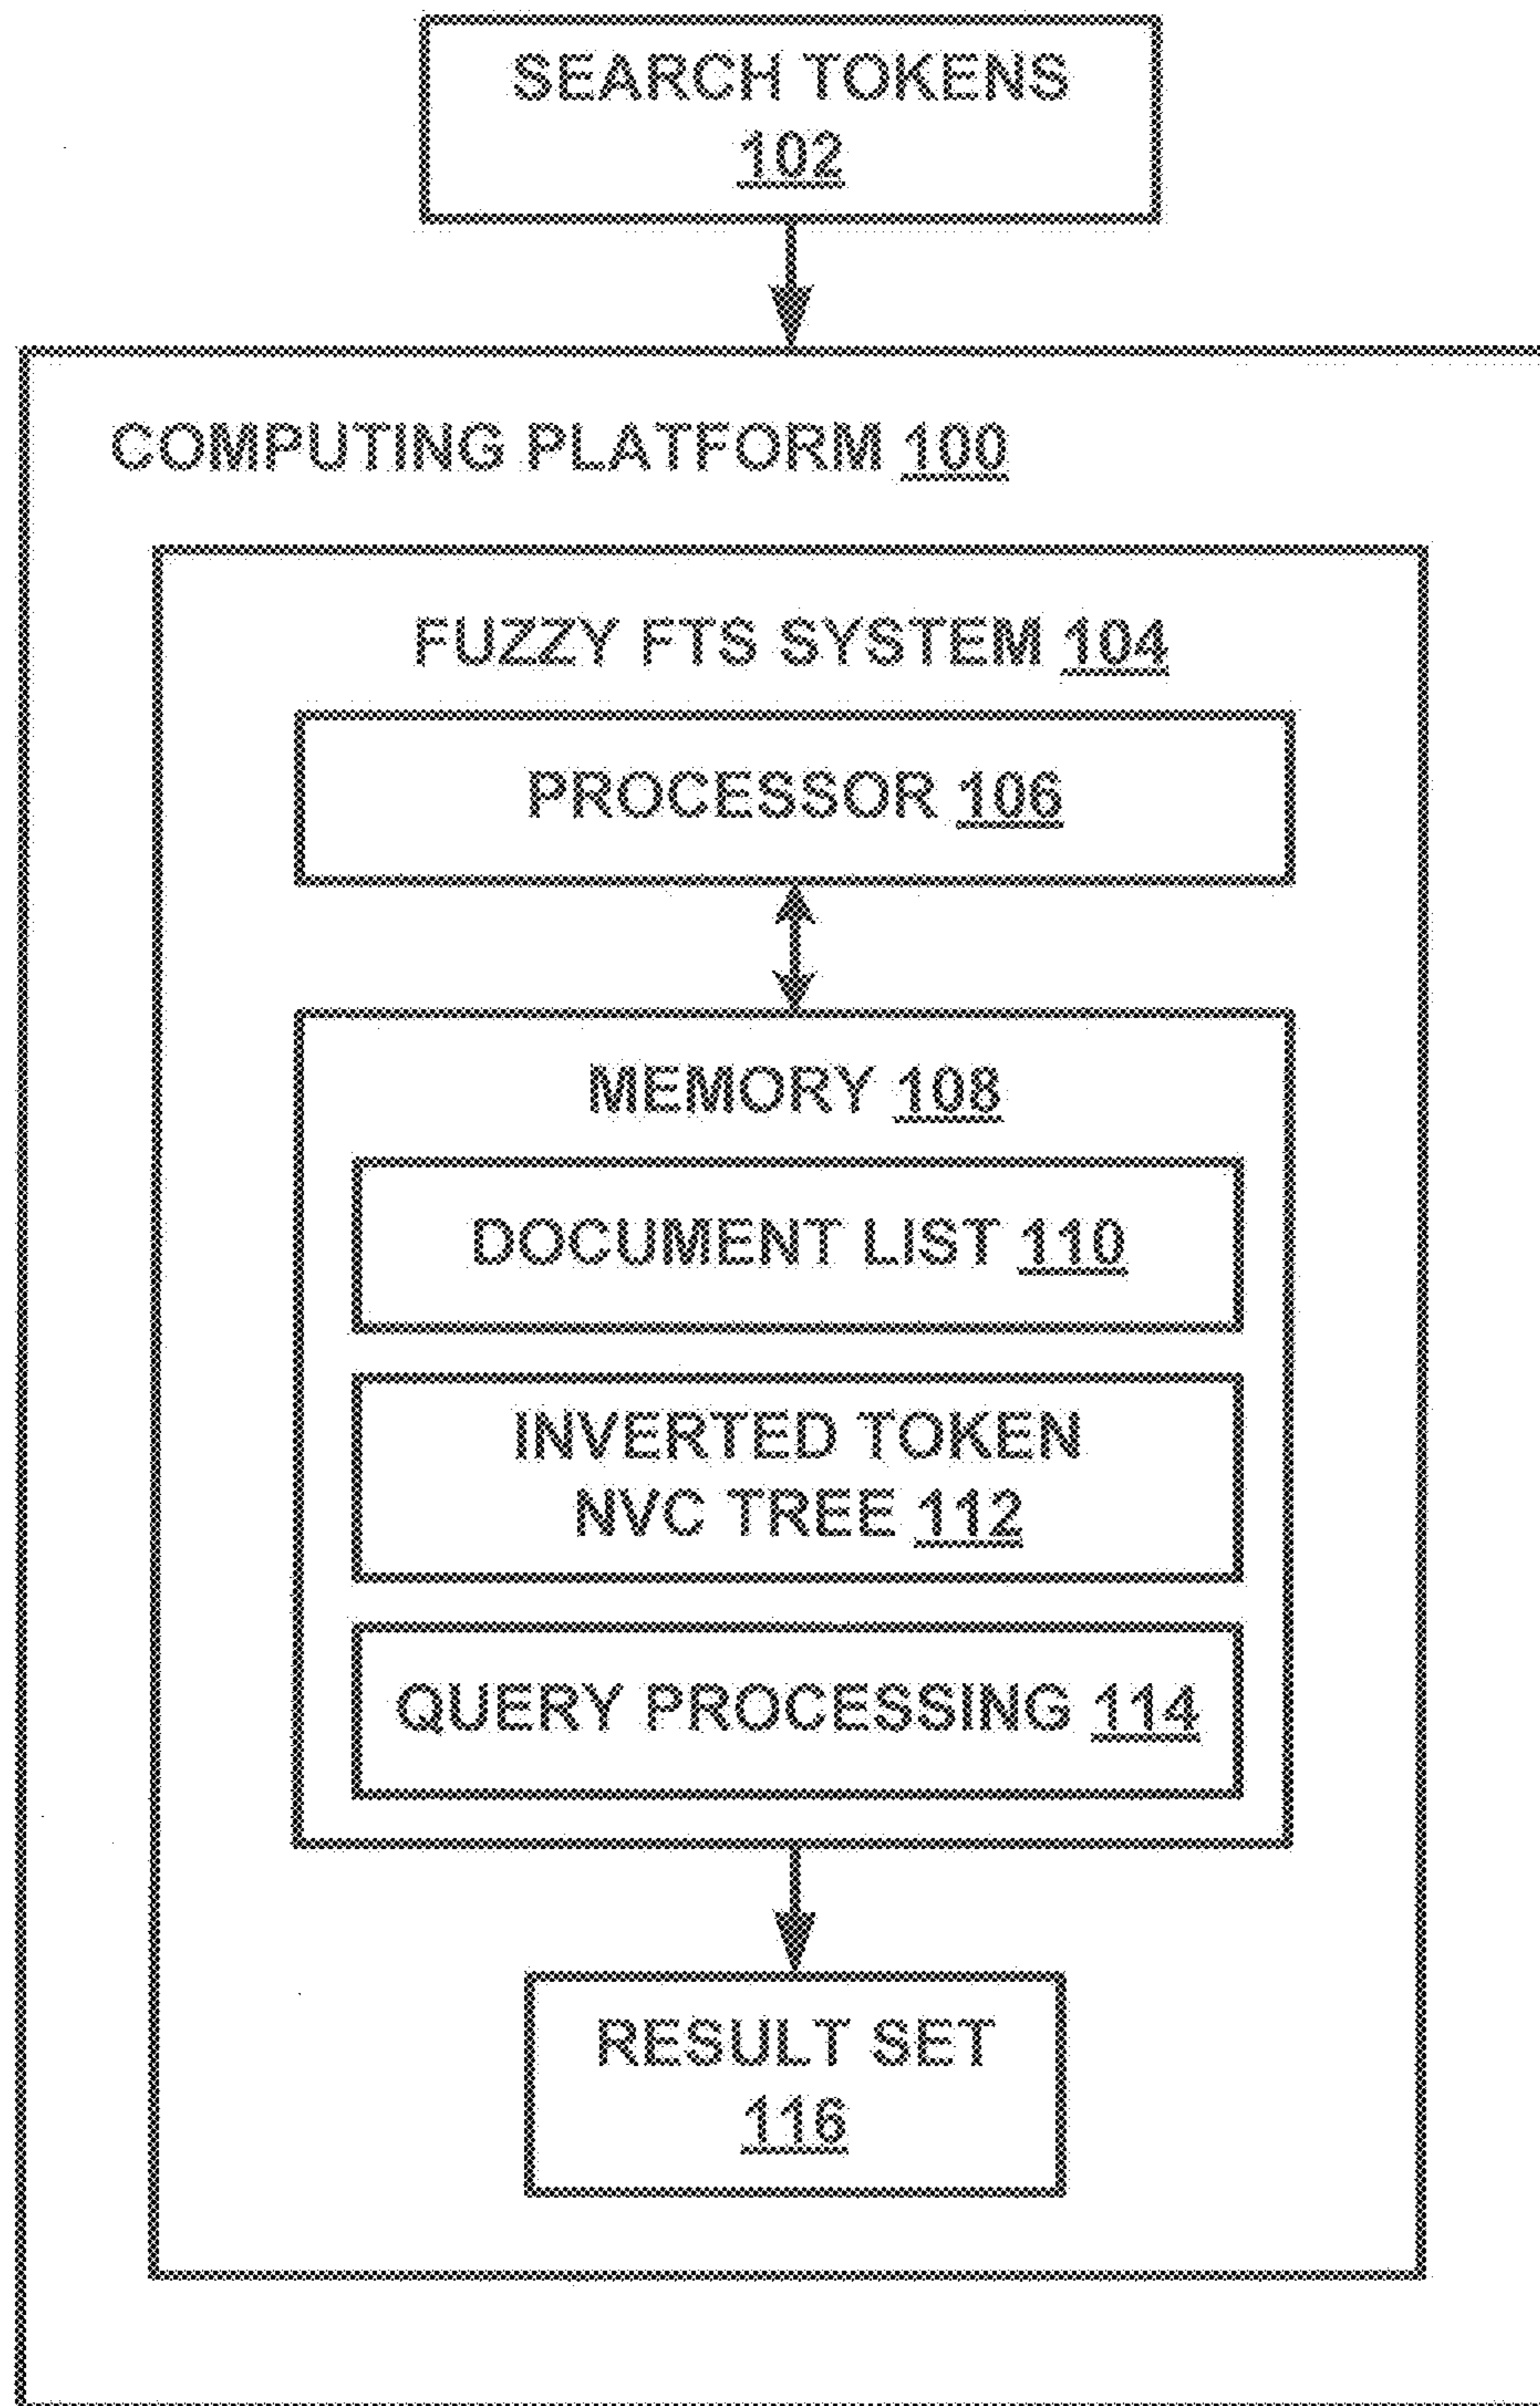 SEARCH TOKENS
102
COMPUTING PLATFORM 100
FUZZY FTS SYSTEM 104
PROCESSOR 106
MEMORY 108
DOCUMENT LIST 110
INVERTED TOKEN
NVC TREE 112
QUERY PROCESSING 114
RESULT SET
116